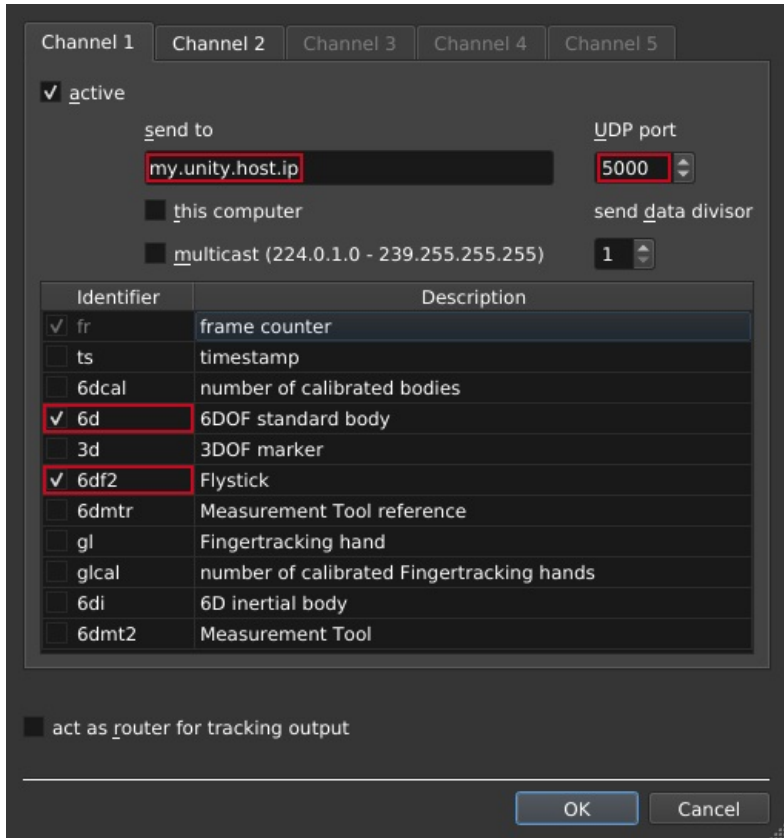 Channel 1 Channel 2 Channel 3 Channel 4 Channel 5
active
send to UDP port
my.unity.host.ip 5000
this computer send data divisor
multicast (224.0.1.0 - 239.255.255.255) 1
Identifier Description
fr frame counter
ts timestamp
6dcal number of calibrated bodies
6d 6DOF standard body
3d 3DOF marker
6df2 Flystick
6dmtr Measurement Tool reference
gl Fingertracking hand
glcal number of calibrated Fingertracking hands
6di 6D inertial body
6dmt2 Measurement Tool
act as router for tracking output
OK Cancel